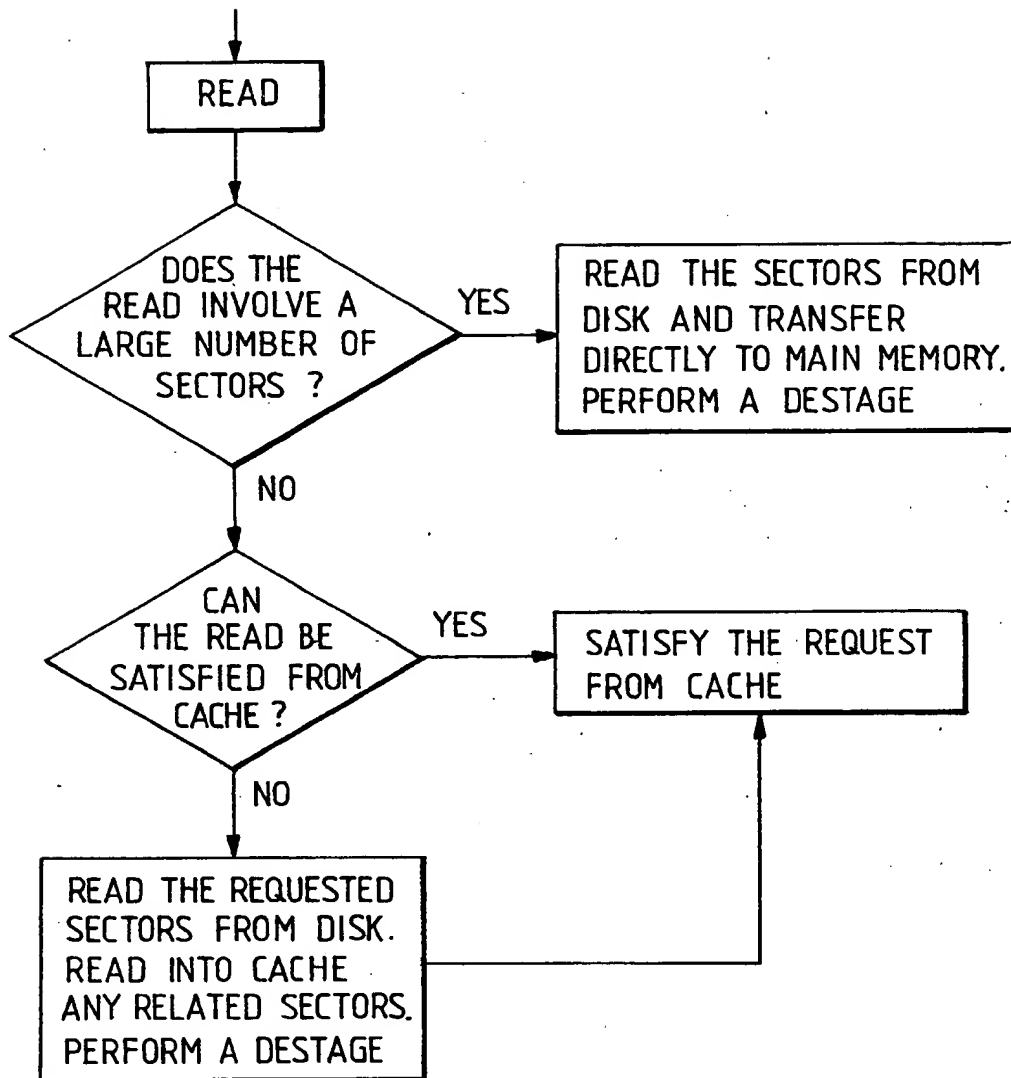 READ
DOES THE
READ INVOLVE A
LARGE NUMBER OF
SECTORS ?
YES
READ THE SECTORS FROM
DISK AND TRANSFER
DIRECTLY TO MAIN MEMORY.
PERFORM A DESTAGE
NO
CAN
THE READ BE
SATISFIED FROM
CACHE ?
YES
SATISFY THE REQUEST
FROM CACHE
NO
READ THE REQUESTED
SECTORS FROM DISK.
READ INTO CACHE
ANY RELATED SECTORS.
PERFORM A DESTAGE